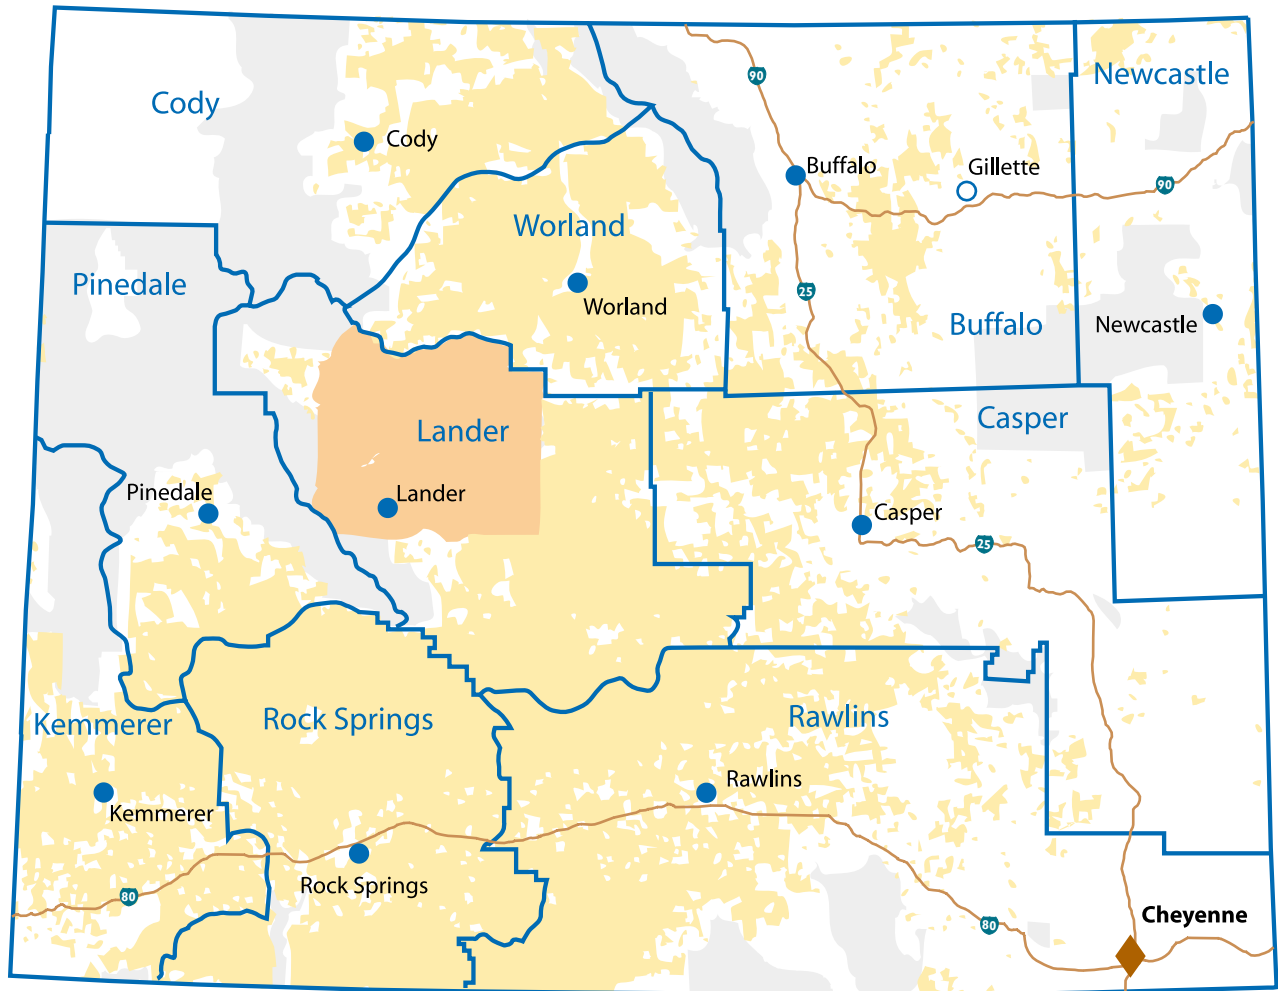 Newcastle
90
Cody
Cody
Buffalo
Gillette
90
Worland
Pinedale
25
Worland
Buffalo
Newcastle
Casper
Lander
Pinedale
Lander
Casper
25
Kemmerer
Rock Springs
Rawlins
Rawlins
Kemmerer
Rock Springs
80
Cheyenne
80